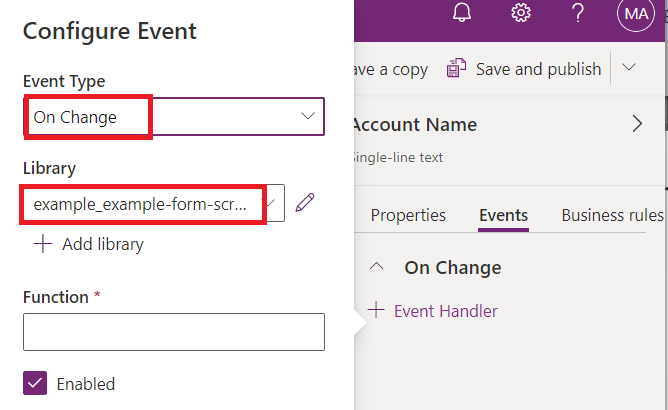 Configure Event
Event Type
On Change
Library
example_example-form-scr...
Add library
Function *
Enabled
MA
ave a copy
Save and publish
Account Name
Single-line text
Properties
Events
Business rules
On Change
Event Handler